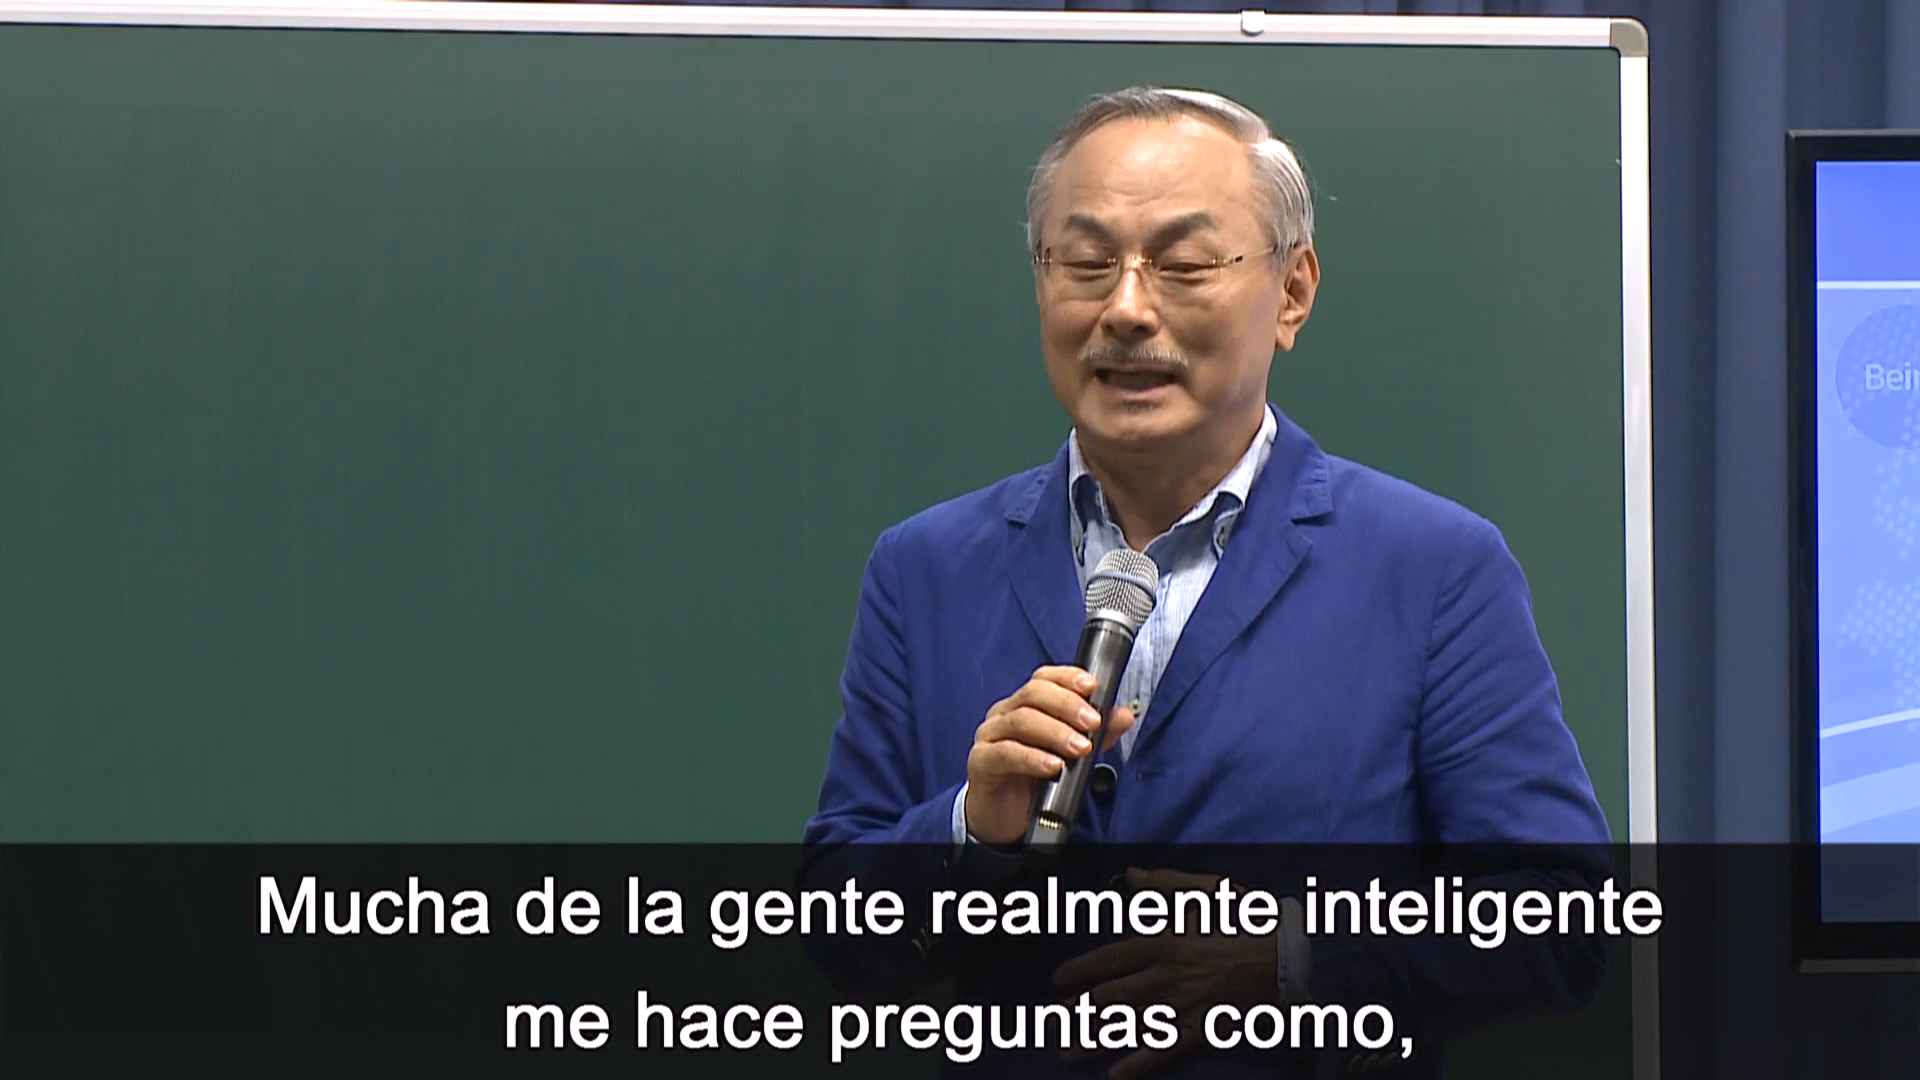 Mucha de la gente realmente inteligente
me hace preguntas como,